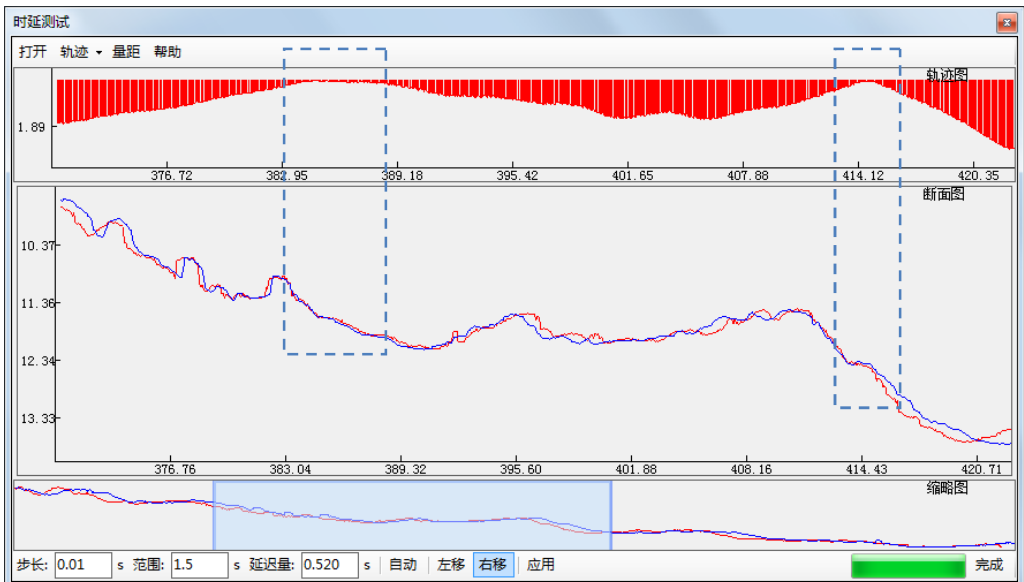 时延测试
打开 轨迹 量距 帮助
轨迹图
1.89
376.72 382.95 389.18 395.42 401.65 407.88 414.12 420.35
断面图
10.37
11.36
12.34
13.33
376.76 383.04 389.32 395.60 401.88 408.16 414.43 420.71
缩略图
步长: 0.01 s 范围: 1.5 s 延迟量: 0.520 s 自动 左移 右移 应用 完成